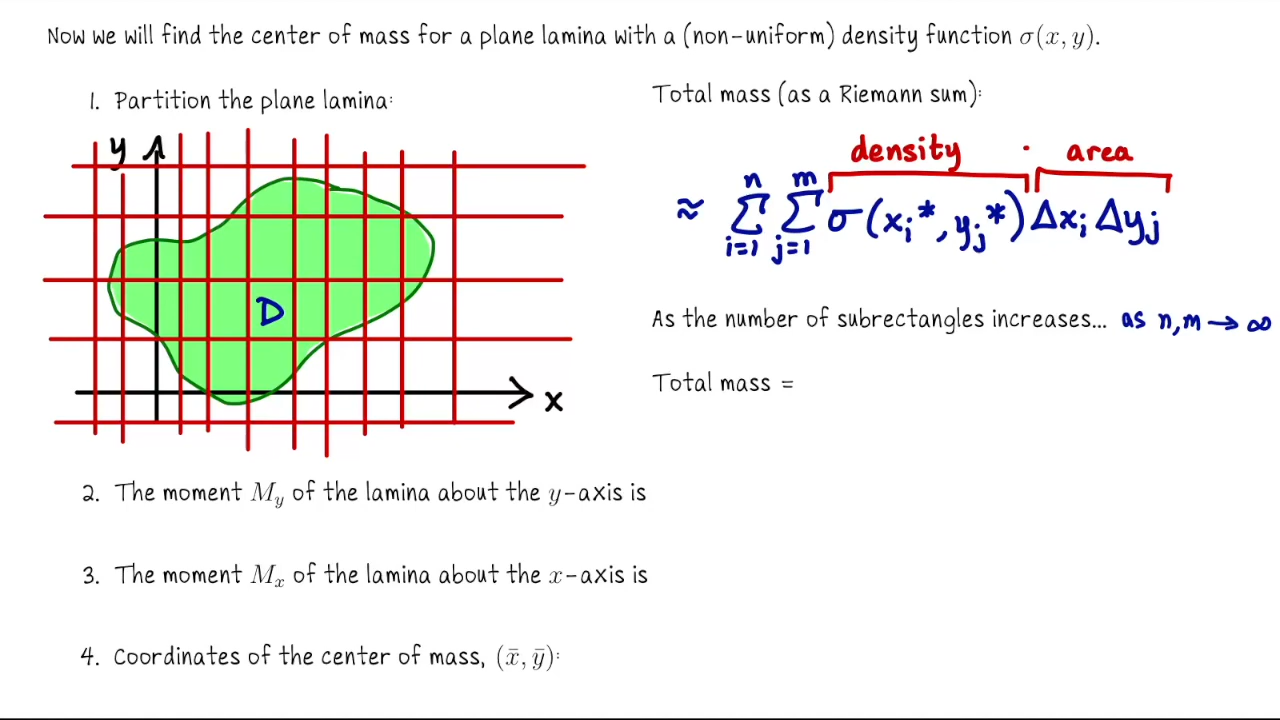 Now we will find the center of mass for a plane lamina with a (non-uniform) density function σ(x, y).
1. Partition the plane lamina:
y
D
x
Total mass (as a Riemann sum):
density · area
≈ Σ_{i=1}^{n} Σ_{j=1}^{m} σ(x_i*, y_j*) Δx_i Δy_j
As the number of subrectangles increases... as n,m → ∞
Total mass =
2. The moment M_y of the lamina about the y-axis is
3. The moment M_x of the lamina about the x-axis is
4. Coordinates of the center of mass, (x̄, ȳ):